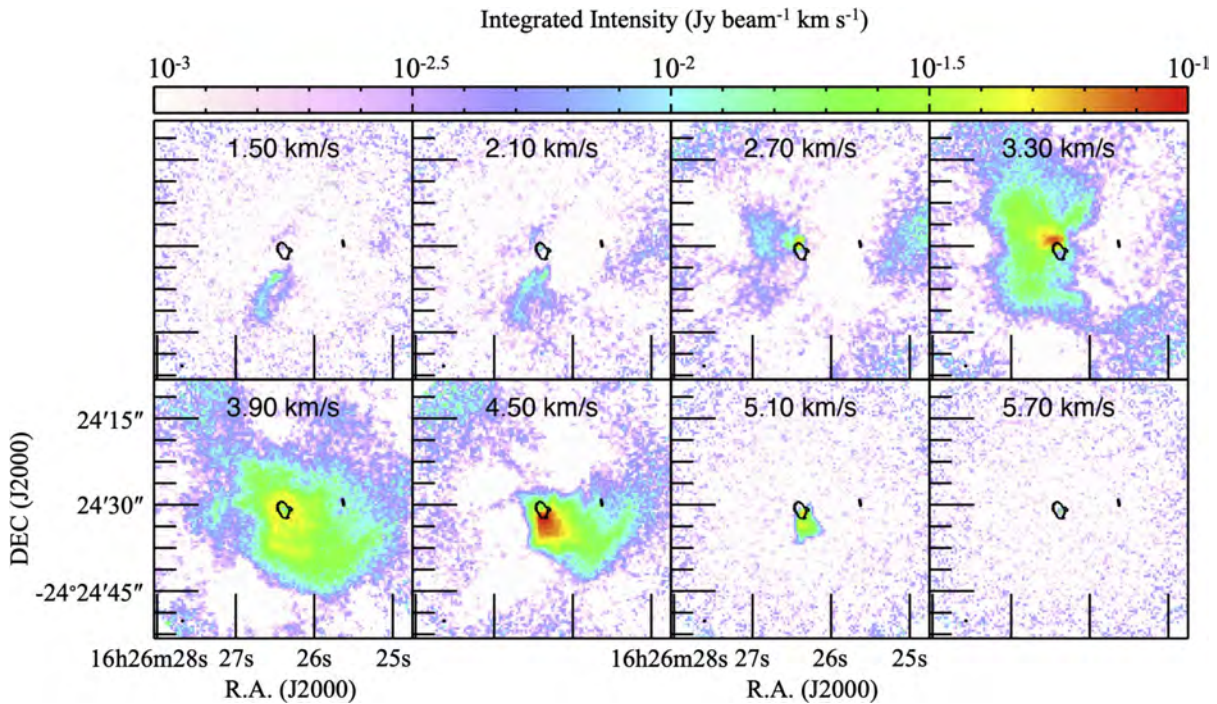 Integrated Intensity (Jy beam⁻¹ km s⁻¹)
10⁻³ 10⁻²·⁵ 10⁻² 10⁻¹·⁵ 10⁻¹
1.50 km/s 2.10 km/s 2.70 km/s 3.30 km/s
3.90 km/s 4.50 km/s 5.10 km/s 5.70 km/s
24′15″
24′30″
-24°24′45″
DEC (J2000)
16h26m28s 27s 26s 25s 16h26m28s 27s 26s 25s
R.A. (J2000) R.A. (J2000)